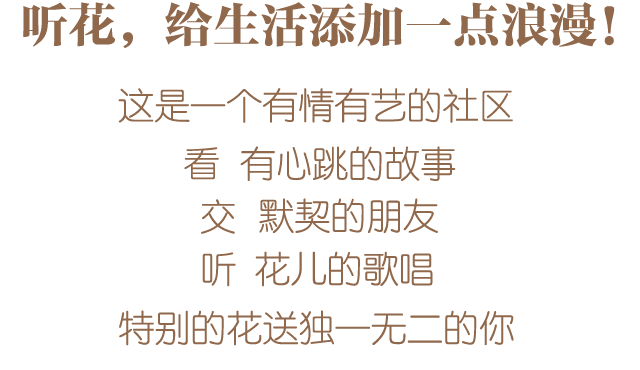 听花，给生活添加一点浪漫！
这是一个有情有艺的社区
看 有心跳的故事
交 默契的朋友
听 花儿的歌唱
特别的花送独一无二的你